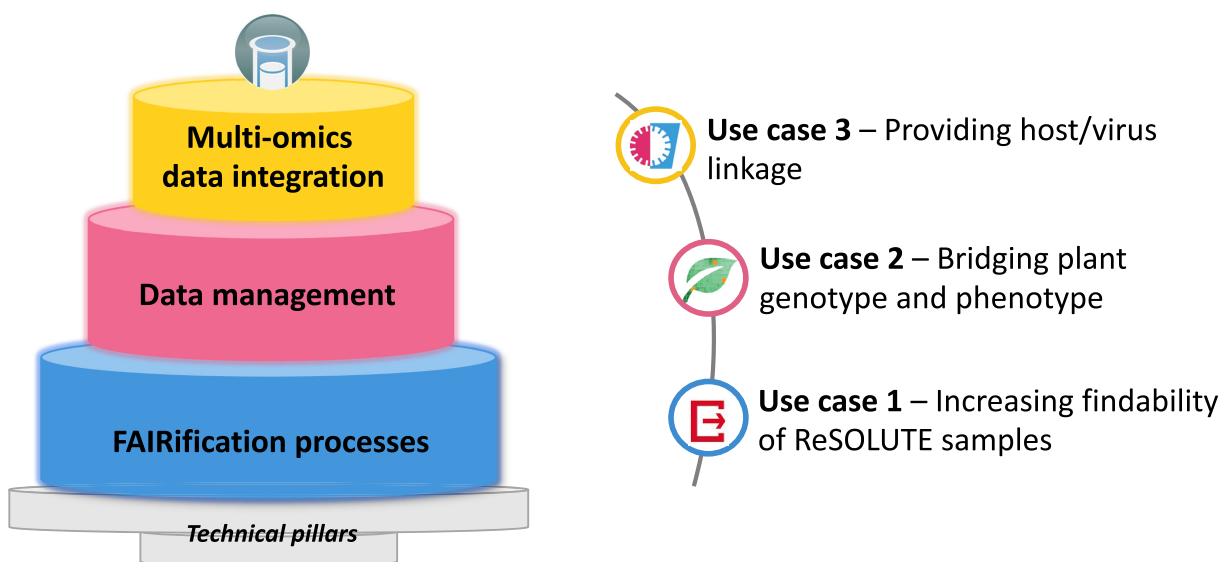 Multi-omics
data integration
Data management
FAIRification processes
Technical pillars
Use case 3 – Providing host/virus
linkage
Use case 2 – Bridging plant
genotype and phenotype
Use case 1 – Increasing findability
of ReSOLUTE samples